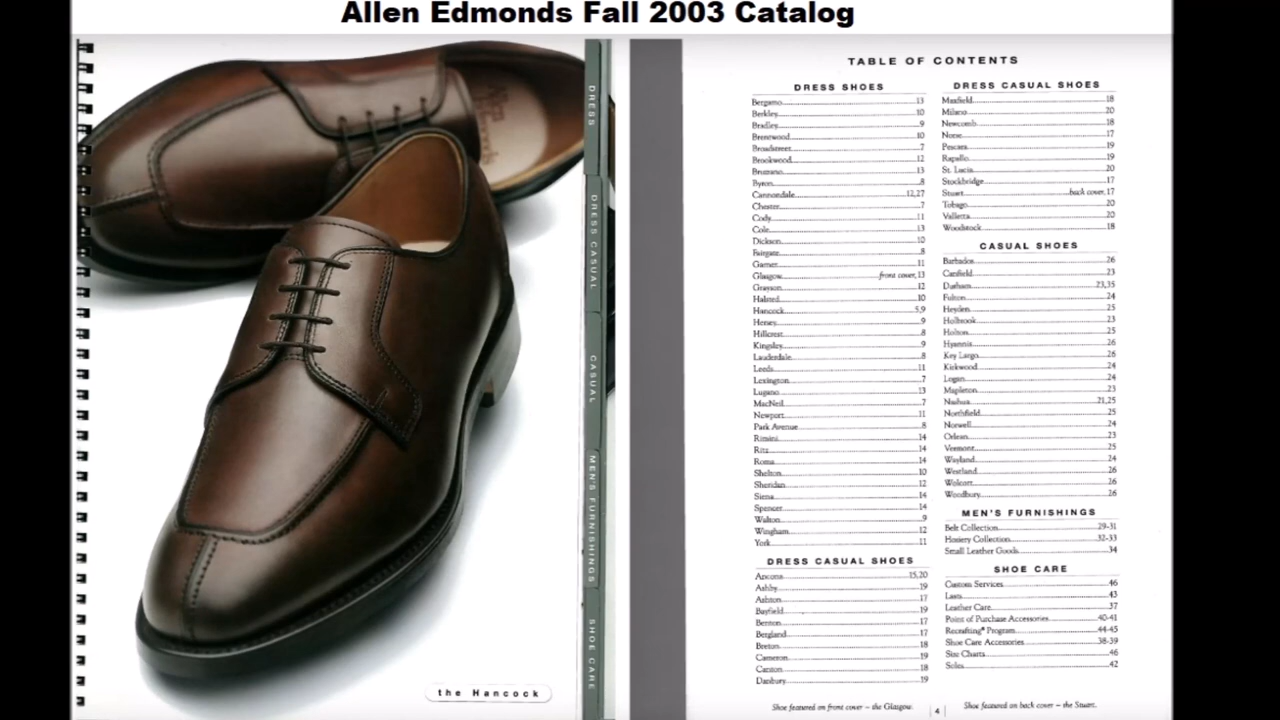 Allen Edmonds Fall 2003 Catalog
DRESS
DRESS CASUAL
CASUAL
MEN'S FURNISHINGS
SHOE CARE
the Hancock
TABLE OF CONTENTS
DRESS SHOES
Bergamo 13
Berkley 10
Bradley 9
Brentwood 10
Broadstreet 7
Brookwood 12
Bruzzano 13
Byron 8
Cannondale 12,27
Chester 7
Cody 11
Cole 13
Dickson 10
Fairgate 8
Garner 11
Glasgow front cover, 13
Grayson 12
Halsted 10
Hancock 5,9
Henley 9
Hillcrest 8
Kingsley 9
Lauderdale 8
Leeds 11
Lexington 7
Lugano 13
MacNeil 7
Newport 11
Park Avenue 8
Rimini 14
Ritz 14
Roma 14
Shelton 10
Sheridan 12
Siena 14
Spencer 14
Walton 9
Wingham 12
York 11
DRESS CASUAL SHOES
Ancona 15,20
Ashby 19
Ashton 17
Bayfield 19
Benton 17
Bergland 17
Breton 18
Cameron 19
Canton 18
Danbury 19
Shoe featured on front cover – the Glasgow.
DRESS CASUAL SHOES
Maxfield 18
Milano 20
Newcomb 18
Norse 17
Pescara 19
Rapallo 19
St. Lucia 20
Stockbridge 17
Stuart back cover, 17
Tobago 20
Valletta 20
Woodstock 18
CASUAL SHOES
Barbados 26
Canfield 23
Durham 23,35
Fulton 24
Heyden 25
Holbrook 23
Holton 25
Hyannis 26
Key Largo 26
Kirkwood 24
Logan 24
Mapleton 23
Nashua 21,25
Northfield 25
Norwell 24
Orlean 23
Vermont 25
Wayland 24
Westland 26
Wolcott 26
Woodbury 26
MEN'S FURNISHINGS
Belt Collection 29-31
Hosiery Collection 32-33
Small Leather Goods 34
SHOE CARE
Custom Services 46
Lasts 43
Leather Care 37
Point of Purchase Accessories 40-41
Recrafting® Program 44-45
Shoe Care Accessories 38-39
Size Charts 46
Soles 42
4
Shoe featured on back cover – the Stuart.